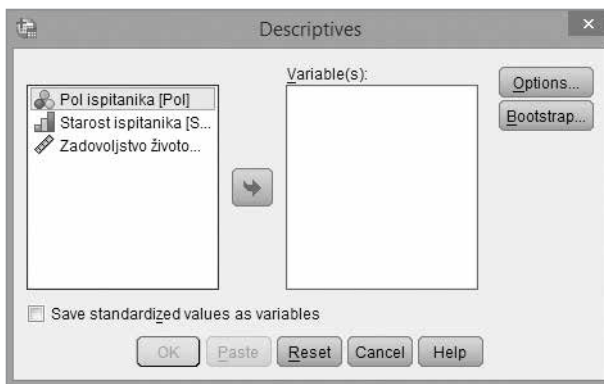 Descriptives
Variable(s):
Pol ispitanika [Pol]
Starost ispitanika [S...
Zadovoljstvo životo...
Options...
Bootstrap...
Save standardized values as variables
OK
Paste
Reset
Cancel
Help